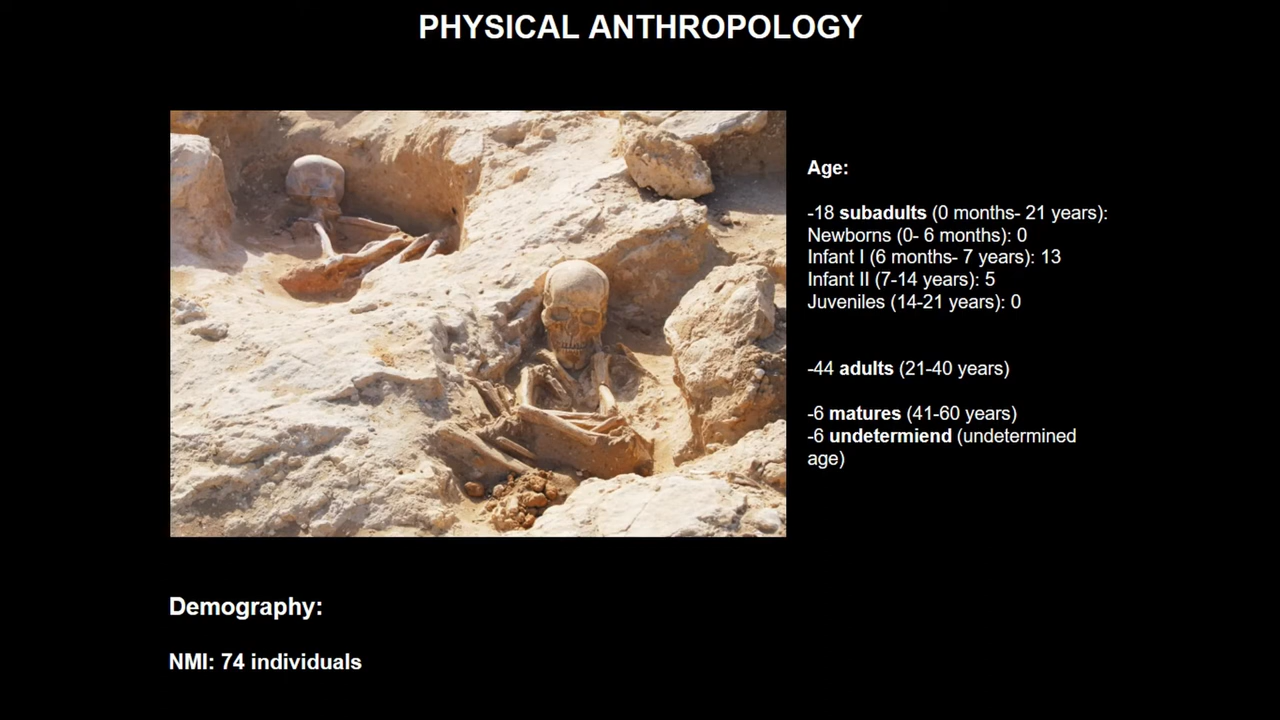 PHYSICAL ANTHROPOLOGY
Age:
-18 subadults (0 months- 21 years):
Newborns (0- 6 months): 0
Infant I (6 months- 7 years): 13
Infant II (7-14 years): 5
Juveniles (14-21 years): 0
-44 adults (21-40 years)
-6 matures (41-60 years)
-6 undetermiend (undetermined
age)
Demography:
NMI: 74 individuals